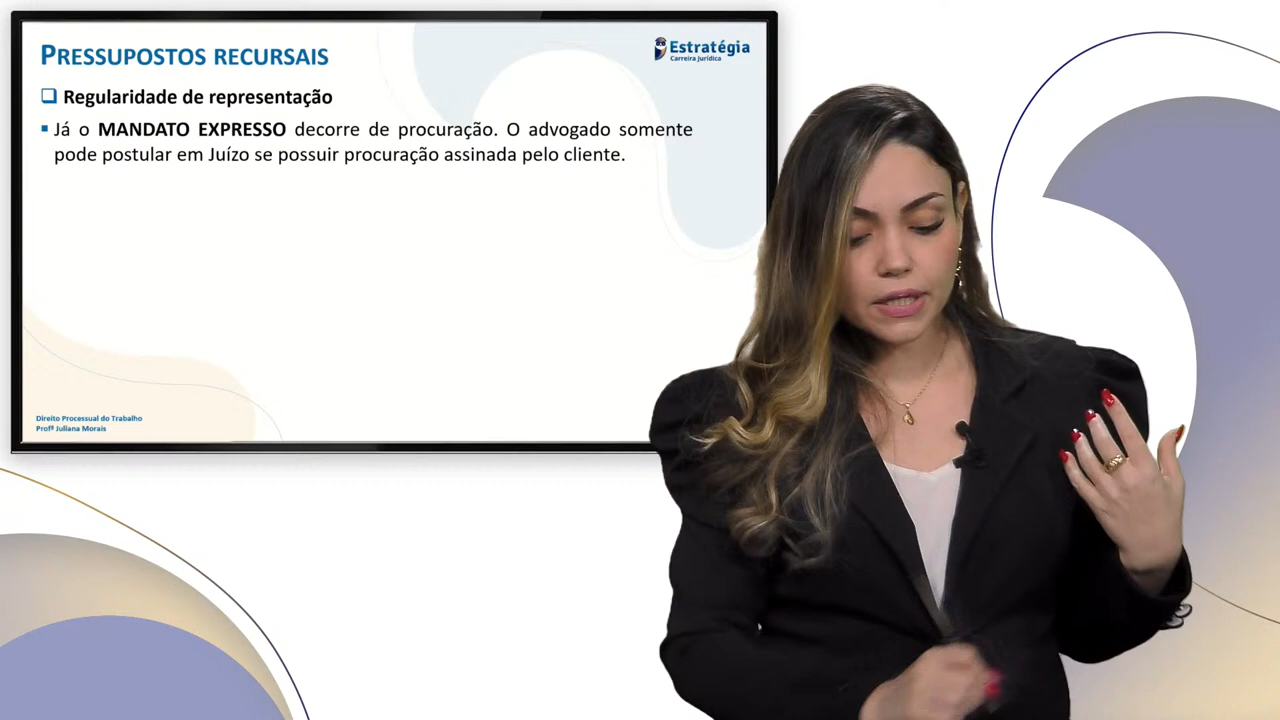 PRESSUPOSTOS RECURSAIS
Estratégia
Carreira Jurídica
Regularidade de representação
Já o MANDATO EXPRESSO decorre de procuração. O advogado somente
pode postular em Juízo se possuir procuração assinada pelo cliente.
Direito Processual do Trabalho
Profª Juliana Morais